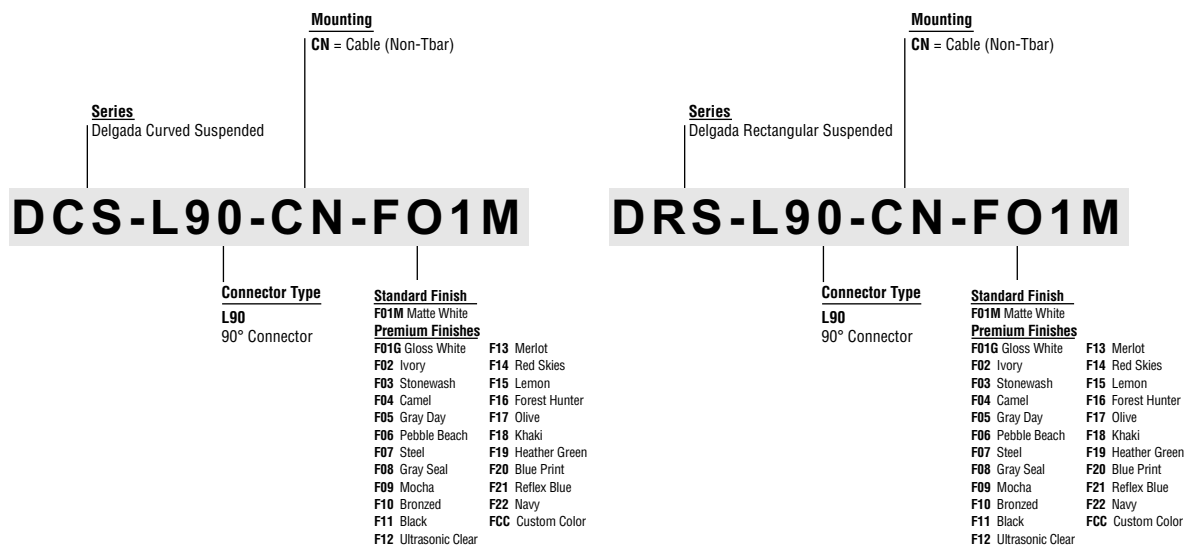 Mounting
CN = Cable (Non-Tbar)
Series
Delgada Curved Suspended
DCS-L90-CN-FO1M
Connector Type
L90
90° Connector
Standard Finish
F01M Matte White
Premium Finishes
F01G Gloss White
F02 Ivory
F03 Stonewash
F04 Camel
F05 Gray Day
F06 Pebble Beach
F07 Steel
F08 Gray Seal
F09 Mocha
F10 Bronzed
F11 Black
F12 Ultrasonic Clear
F13 Merlot
F14 Red Skies
F15 Lemon
F16 Forest Hunter
F17 Olive
F18 Khaki
F19 Heather Green
F20 Blue Print
F21 Reflex Blue
F22 Navy
FCC Custom Color
Mounting
CN = Cable (Non-Tbar)
Series
Delgada Rectangular Suspended
DRS-L90-CN-FO1M
Connector Type
L90
90° Connector
Standard Finish
F01M Matte White
Premium Finishes
F01G Gloss White
F02 Ivory
F03 Stonewash
F04 Camel
F05 Gray Day
F06 Pebble Beach
F07 Steel
F08 Gray Seal
F09 Mocha
F10 Bronzed
F11 Black
F12 Ultrasonic Clear
F13 Merlot
F14 Red Skies
F15 Lemon
F16 Forest Hunter
F17 Olive
F18 Khaki
F19 Heather Green
F20 Blue Print
F21 Reflex Blue
F22 Navy
FCC Custom Color